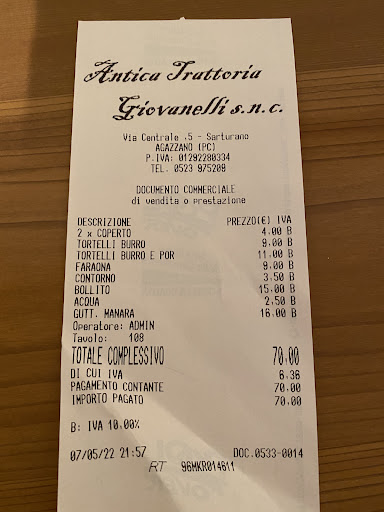 Antica Trattoria
Giovanelli s.n.c.
Via Centrale ,5 - Sarturano
AGAZZANO (PC)
P.IVA: 01292280334
TEL. 0523 975209
DOCUMENTO COMMERCIALE
di vendita o prestazione
DESCRIZIONE PREZZO(€) IVA
2 x COPERTO 4,00 B
TORTELLI BURRO 9,00 B
TORTELLI BURRO E POR 11,00 B
FARAONA 9,00 B
CONTORNO 3,50 B
BOLLITO 15,00 B
ACQUA 2,50 B
GUTT. MANARA 16,00 B
Operatore: ADMIN
Tavolo: 108
TOTALE COMPLESSIVO 70,00
DI CUI IVA 6,36
PAGAMENTO CONTANTE 70,00
IMPORTO PAGATO 70,00
B: IVA 10,00%
07/05/22 21:57 DOC.0533-0014
RT 96MKR014611